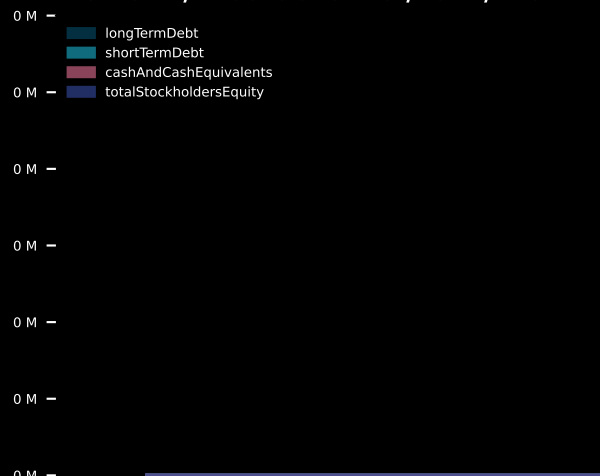 0 M
longTermDebt
shortTermDebt
cashAndCashEquivalents
0 M
totalStockholdersEquity
0 M
0 M
0 M
0 M
0 M